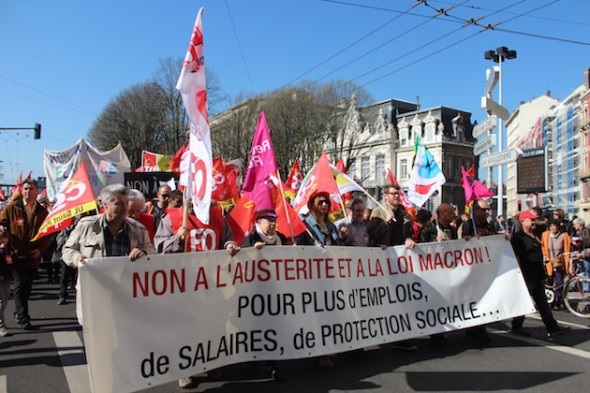 NON A L'AUSTERITE ET A LA LOI MACRON !
POUR PLUS d'EMPLOIS,
de SALAIRES, de PROTECTION SOCIALE...